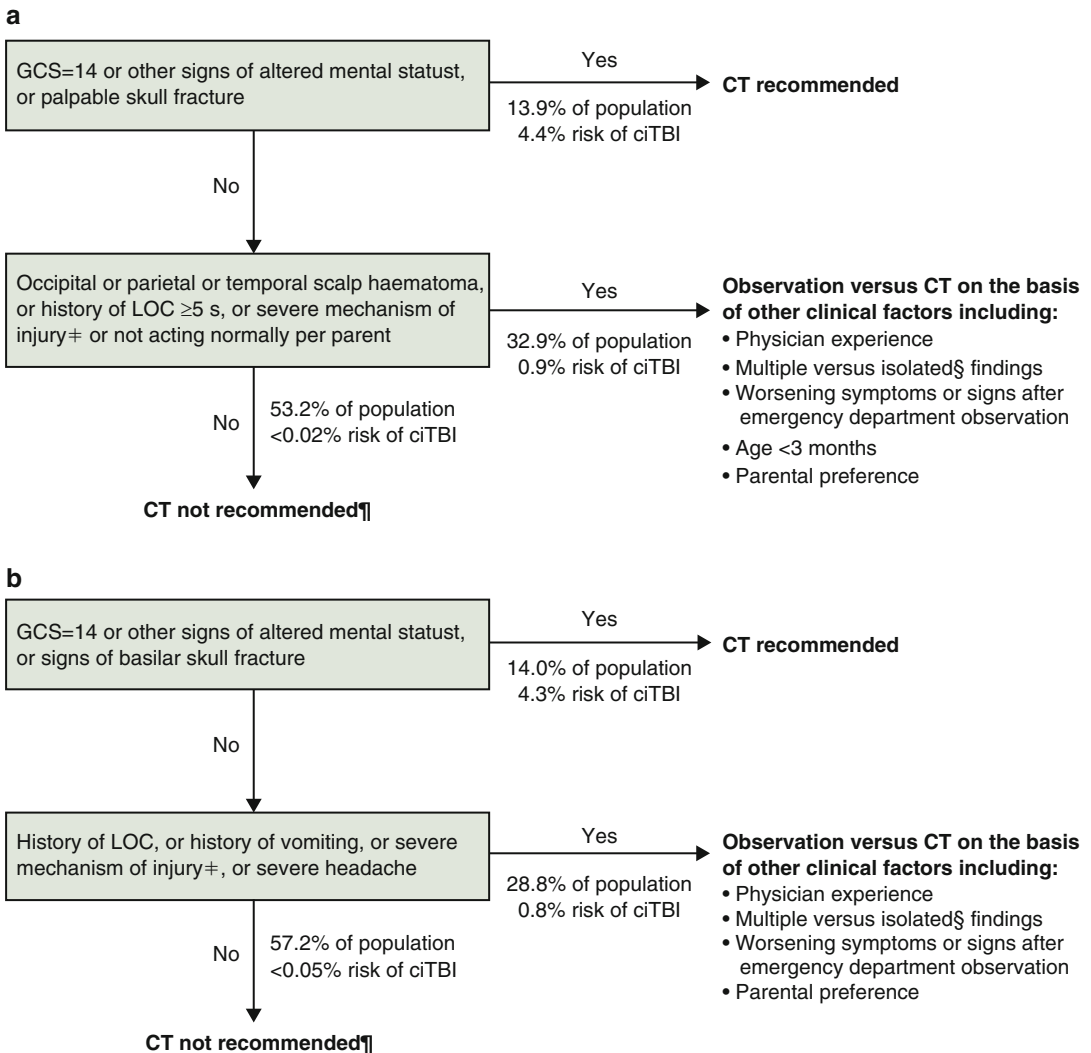 a
GCS=14 or other signs of altered mental statust,
or palpable skull fracture
Yes
13.9% of population
4.4% risk of ciTBI
CT recommended
No
Occipital or parietal or temporal scalp haematoma,
or history of LOC ≥5 s, or severe mechanism of
injury‡ or not acting normally per parent
Yes
32.9% of population
0.9% risk of ciTBI
Observation versus CT on the basis
of other clinical factors including:
• Physician experience
• Multiple versus isolated§ findings
• Worsening symptoms or signs after
emergency department observation
• Age <3 months
• Parental preference
No
53.2% of population
<0.02% risk of ciTBI
CT not recommended¶
b
GCS=14 or other signs of altered mental statust,
or signs of basilar skull fracture
Yes
14.0% of population
4.3% risk of ciTBI
CT recommended
No
History of LOC, or history of vomiting, or severe
mechanism of injury‡, or severe headache
Yes
28.8% of population
0.8% risk of ciTBI
Observation versus CT on the basis
of other clinical factors including:
• Physician experience
• Multiple versus isolated§ findings
• Worsening symptoms or signs after
emergency department observation
• Parental preference
No
57.2% of population
<0.05% risk of ciTBI
CT not recommended¶